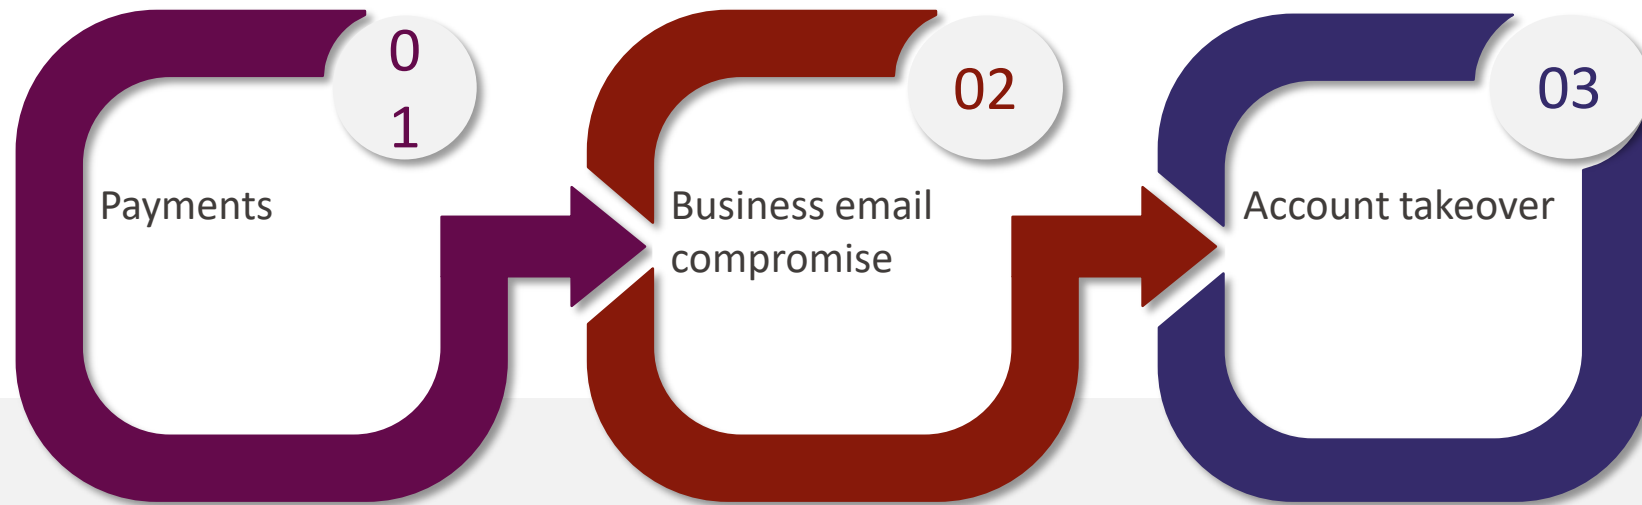 0
1
Payments
02
Business email
compromise
03
Account takeover